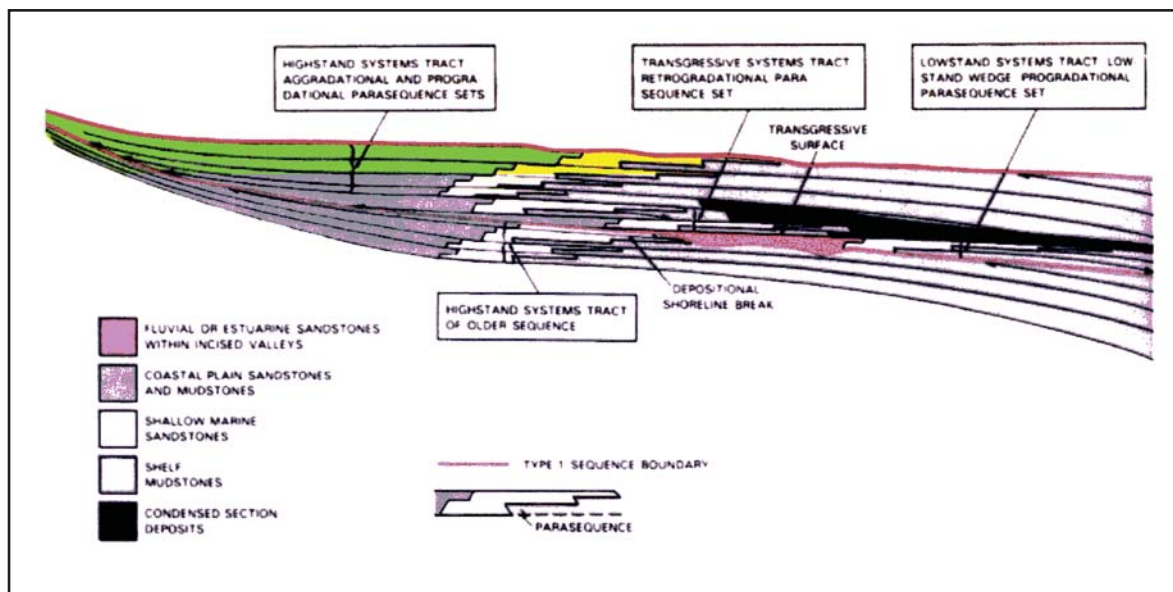 HIGHSTAND SYSTEMS TRACT
AGGRADATIONAL AND PROGRA
DATIONAL PARASEQUENCE SETS
TRANSGRESSIVE SYSTEMS TRACT
RETROGRADATIONAL PARA
SEQUENCE SET
LOWSTAND SYSTEMS TRACT LOW
STAND WEDGE PROGRADATIONAL
PARASEQUENCE SET
TRANSGRESSIVE
SURFACE
DEPOSITIONAL
SHORELINE BREAK
HIGHSTAND SYSTEMS TRACT
OF OLDER SEQUENCE
FLUVIAL OR ESTUARINE SANDSTONES
WITHIN INCISED VALLEYS
COASTAL PLAIN SANDSTONES
AND MUDSTONES
SHALLOW MARINE
SANDSTONES
SHELF
MUDSTONES
CONDENSED SECTION
DEPOSITS
TYPE 1 SEQUENCE BOUNDARY
PARASEQUENCE